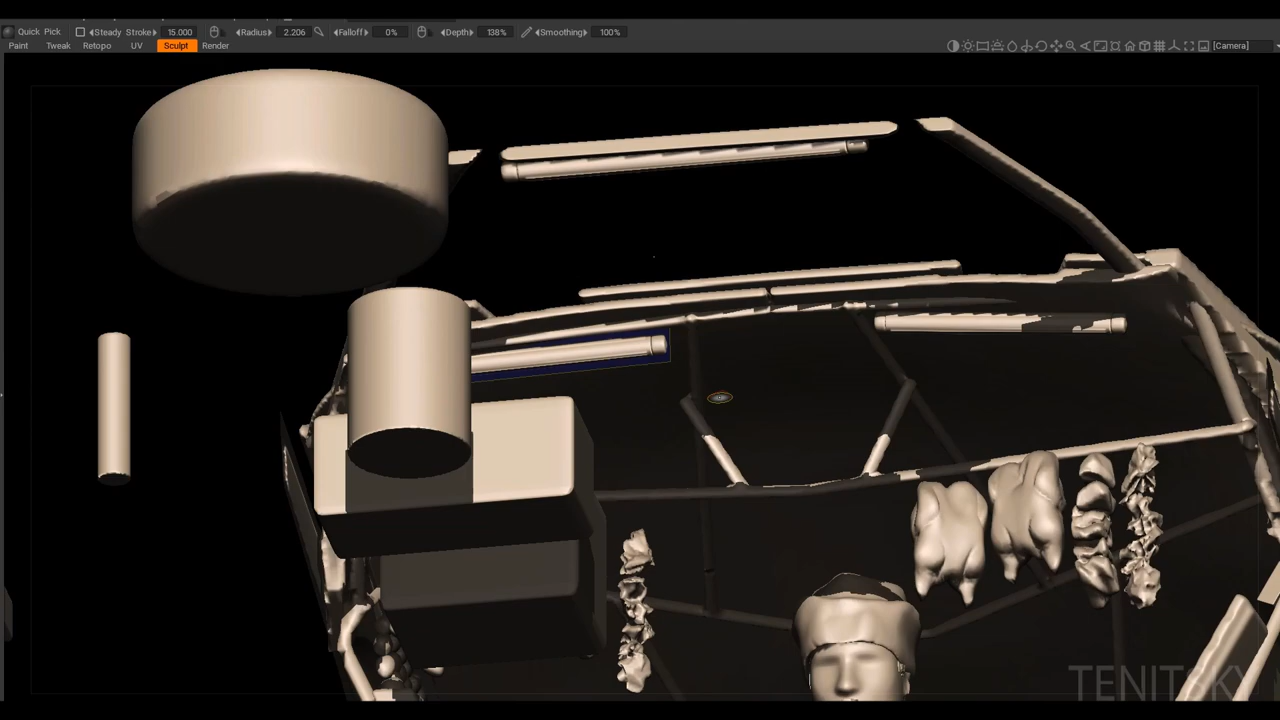 Quick Pick Steady Stroke 15.000 Radius 2.206 Falloff 0% Depth 138% Smoothing 100%
Paint Tweak Retopo UV Sculpt Render [Camera]
TENITSKY